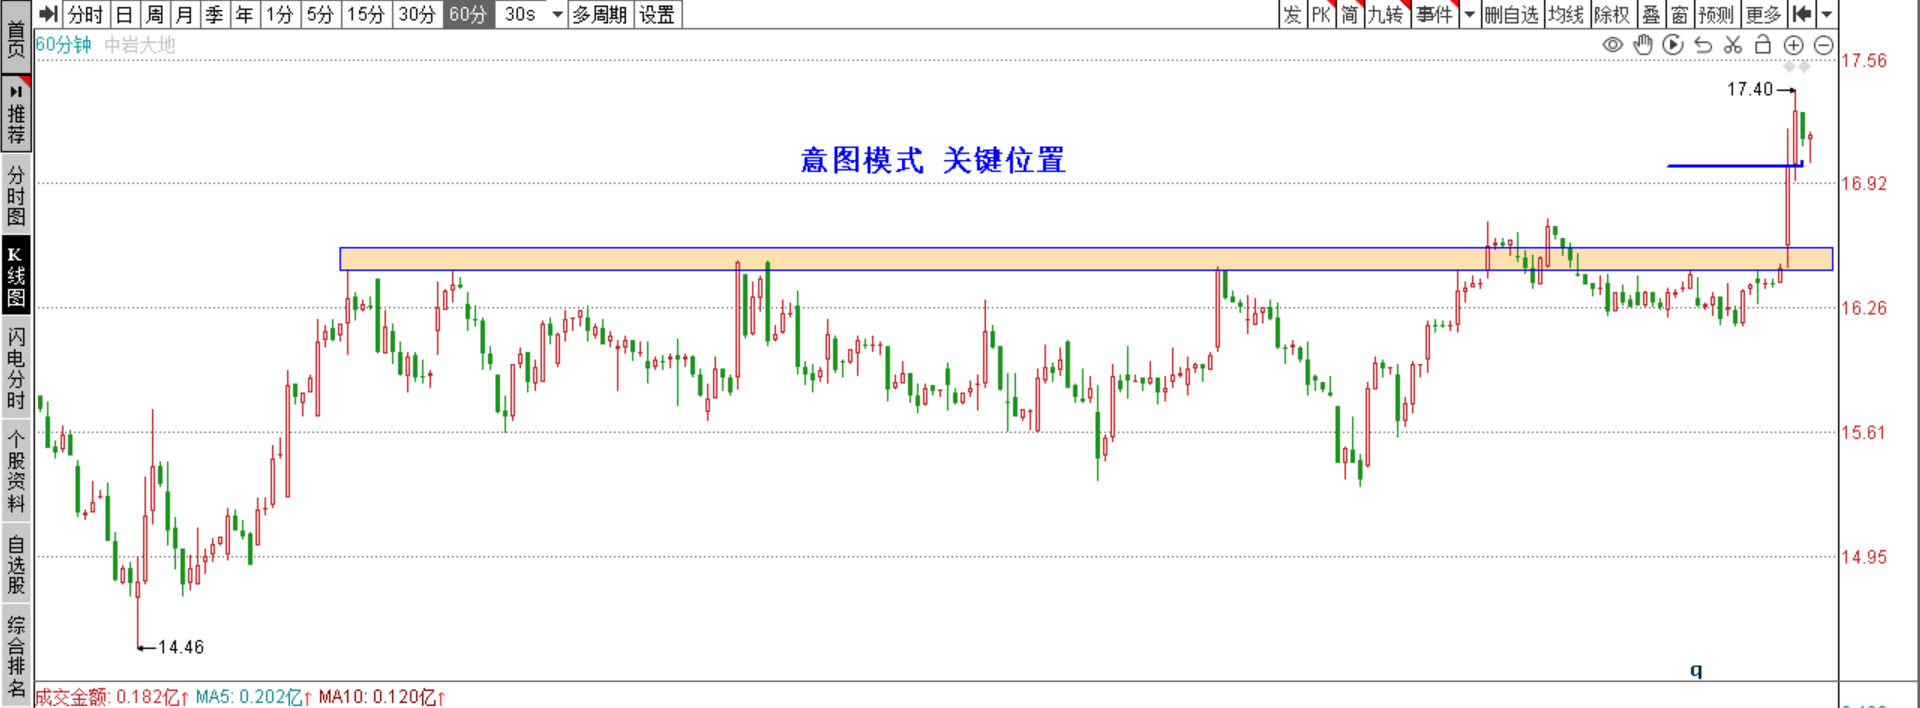 首页
推荐
分时图
K线图
闪电分时
个股资料
自选股
综合排名
分时 日 周 月 季 年 1分 5分 15分 30分 60分 30s 多周期 设置
发 PK 简 九转 事件 删自选 均线 除权 叠 窗 预测 更多
60分钟 中岩大地
17.56
17.40
意图模式 关键位置
16.92
16.26
15.61
14.95
14.46
q
成交金额: 0.182亿↑ MA5: 0.202亿↑ MA10: 0.120亿↑